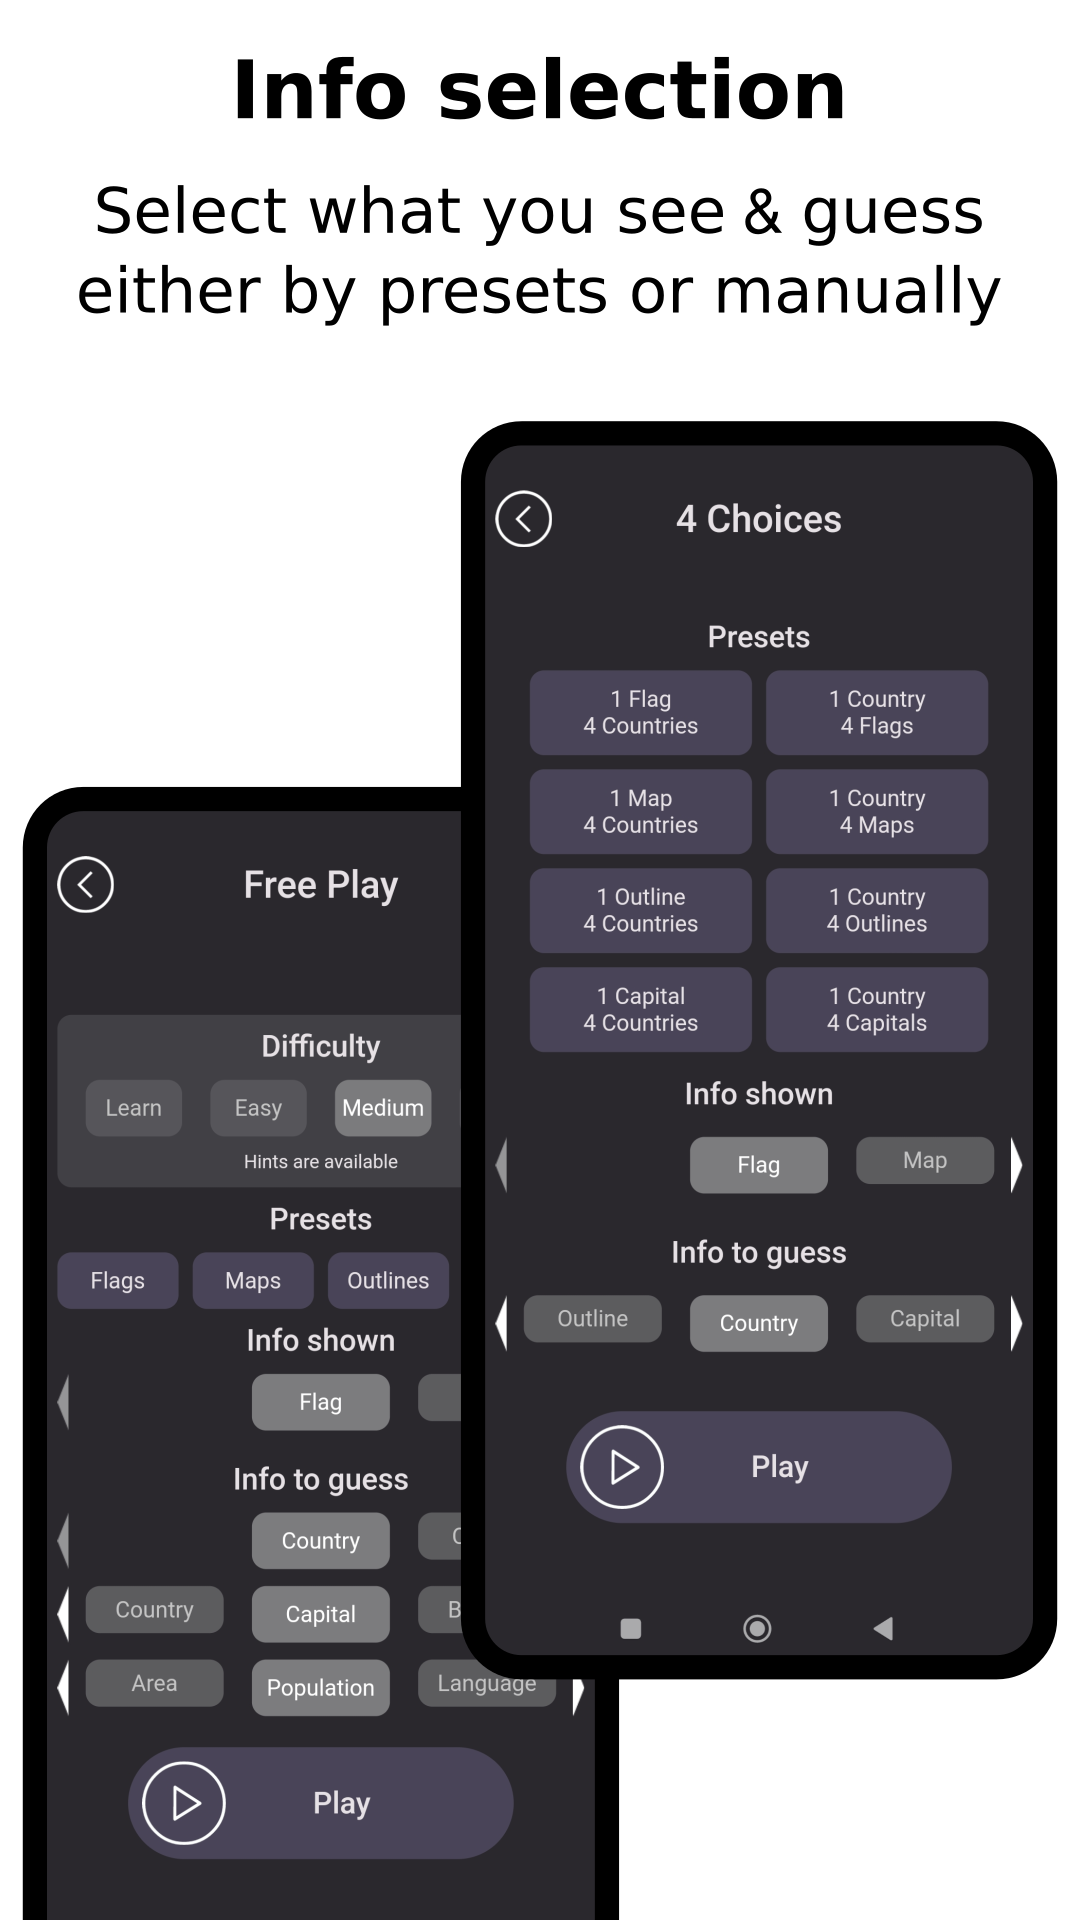 Info selection
Select what you see & guess
either by presets or manually
4 Choices
Presets
1 Flag
4 Countries
1 Country
4 Flags
1 Map
4 Countries
1 Country
4 Maps
1 Outline
4 Countries
1 Country
4 Outlines
1 Capital
4 Countries
1 Country
4 Capitals
Info shown
Flag
Map
Info to guess
Outline
Country
Capital
Play
Free Play
Difficulty
Learn
Easy
Medium
Hints are available
Presets
Flags
Maps
Outlines
Info shown
Flag
Info to guess
Country
Country
Capital
Area
Population
Language
Play